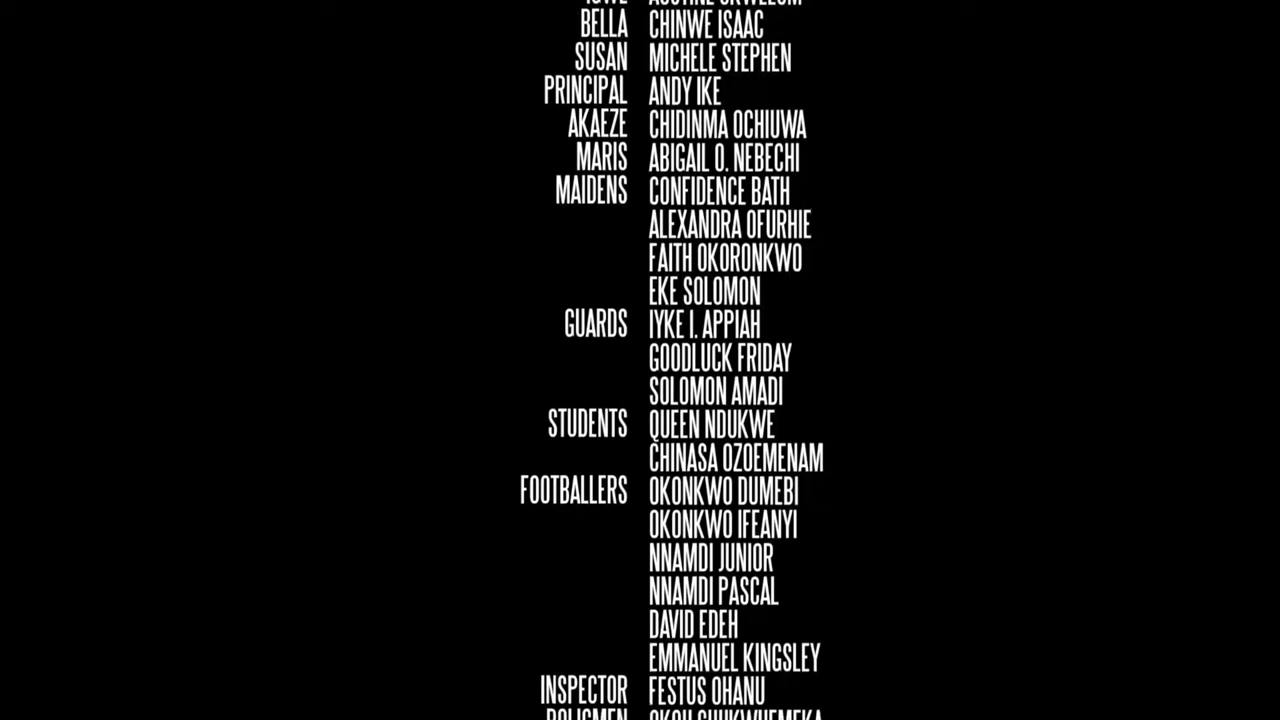 BELLA CHINWE ISAAC
SUSAN MICHELE STEPHEN
PRINCIPAL ANDY IKE
AKAEZE CHIDINMA OCHIUWA
MARIS ABIGAIL O. NEBECHI
MAIDENS CONFIDENCE BATH
ALEXANDRA OFURHIE
FAITH OKORONKWO
EKE SOLOMON
GUARDS IYKE I. APPIAH
GOODLUCK FRIDAY
SOLOMON AMADI
STUDENTS QUEEN NDUKWE
CHINASA OZOEMENAM
FOOTBALLERS OKONKWO DUMEBI
OKONKWO IFEANYI
NNAMDI JUNIOR
NNAMDI PASCAL
DAVID EDEH
EMMANUEL KINGSLEY
INSPECTOR FESTUS OHANU